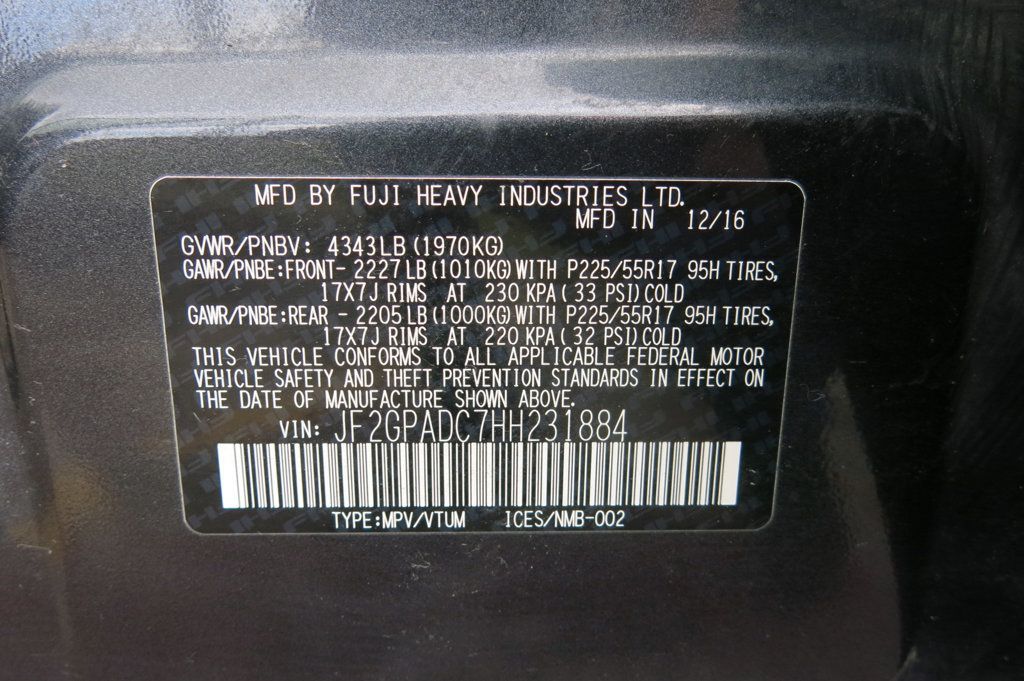 MFD BY FUJI HEAVY INDUSTRIES LTD.
MFD IN 12/16
GVWR/PNBV: 4343LB(1970KG)
GAWR/PNBE:FRONT- 2227LB(1010KG)WITH P225/55R17 95H TIRES,
17X7J RIMS AT 230 KPA(33 PSI)COLD
GAWR/PNBE:REAR - 2205LB(1000KG)WITH P225/55R17 95H TIRES,
17X7J RIMS AT 220 KPA(32 PSI)COLD
THIS VEHICLE CONFORMS TO ALL APPLICABLE FEDERAL MOTOR
VEHICLE SAFETY AND THEFT PREVENTION STANDARDS IN EFFECT ON
THE DATE OF MANUFACTURE SHOWN ABOVE.
VIN: JF2GPADC7HH231884
TYPE:MPV/VTUM ICES/NMB-002